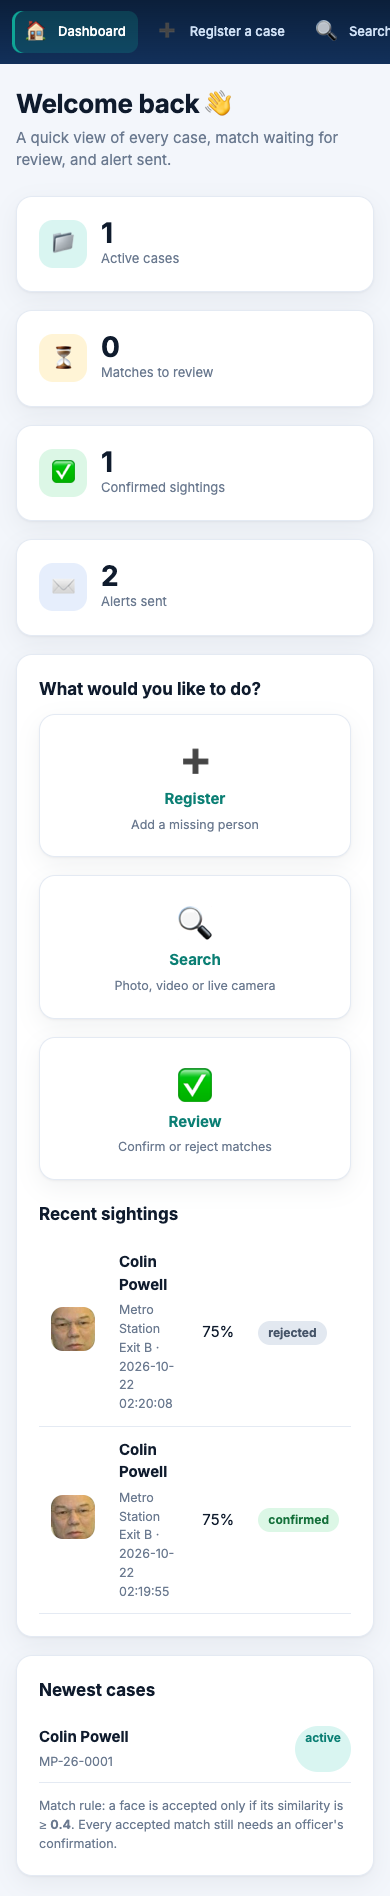 Dashboard
Register a case
Search
Welcome back
A quick view of every case, match waiting for
review, and alert sent.
1
Active cases
0
Matches to review
1
Confirmed sightings
2
Alerts sent
What would you like to do?
Register
Add a missing person
Search
Photo, video or live camera
Review
Confirm or reject matches
Recent sightings
Colin
Powell
Metro
Station
Exit B ·
2026-10-
22
02:20:08
75%
rejected
Colin
Powell
Metro
Station
Exit B ·
2026-10-
22
02:19:55
75%
confirmed
Newest cases
Colin Powell
MP-26-0001
active
Match rule: a face is accepted only if its similarity is
≥ 0.4. Every accepted match still needs an officer's
confirmation.